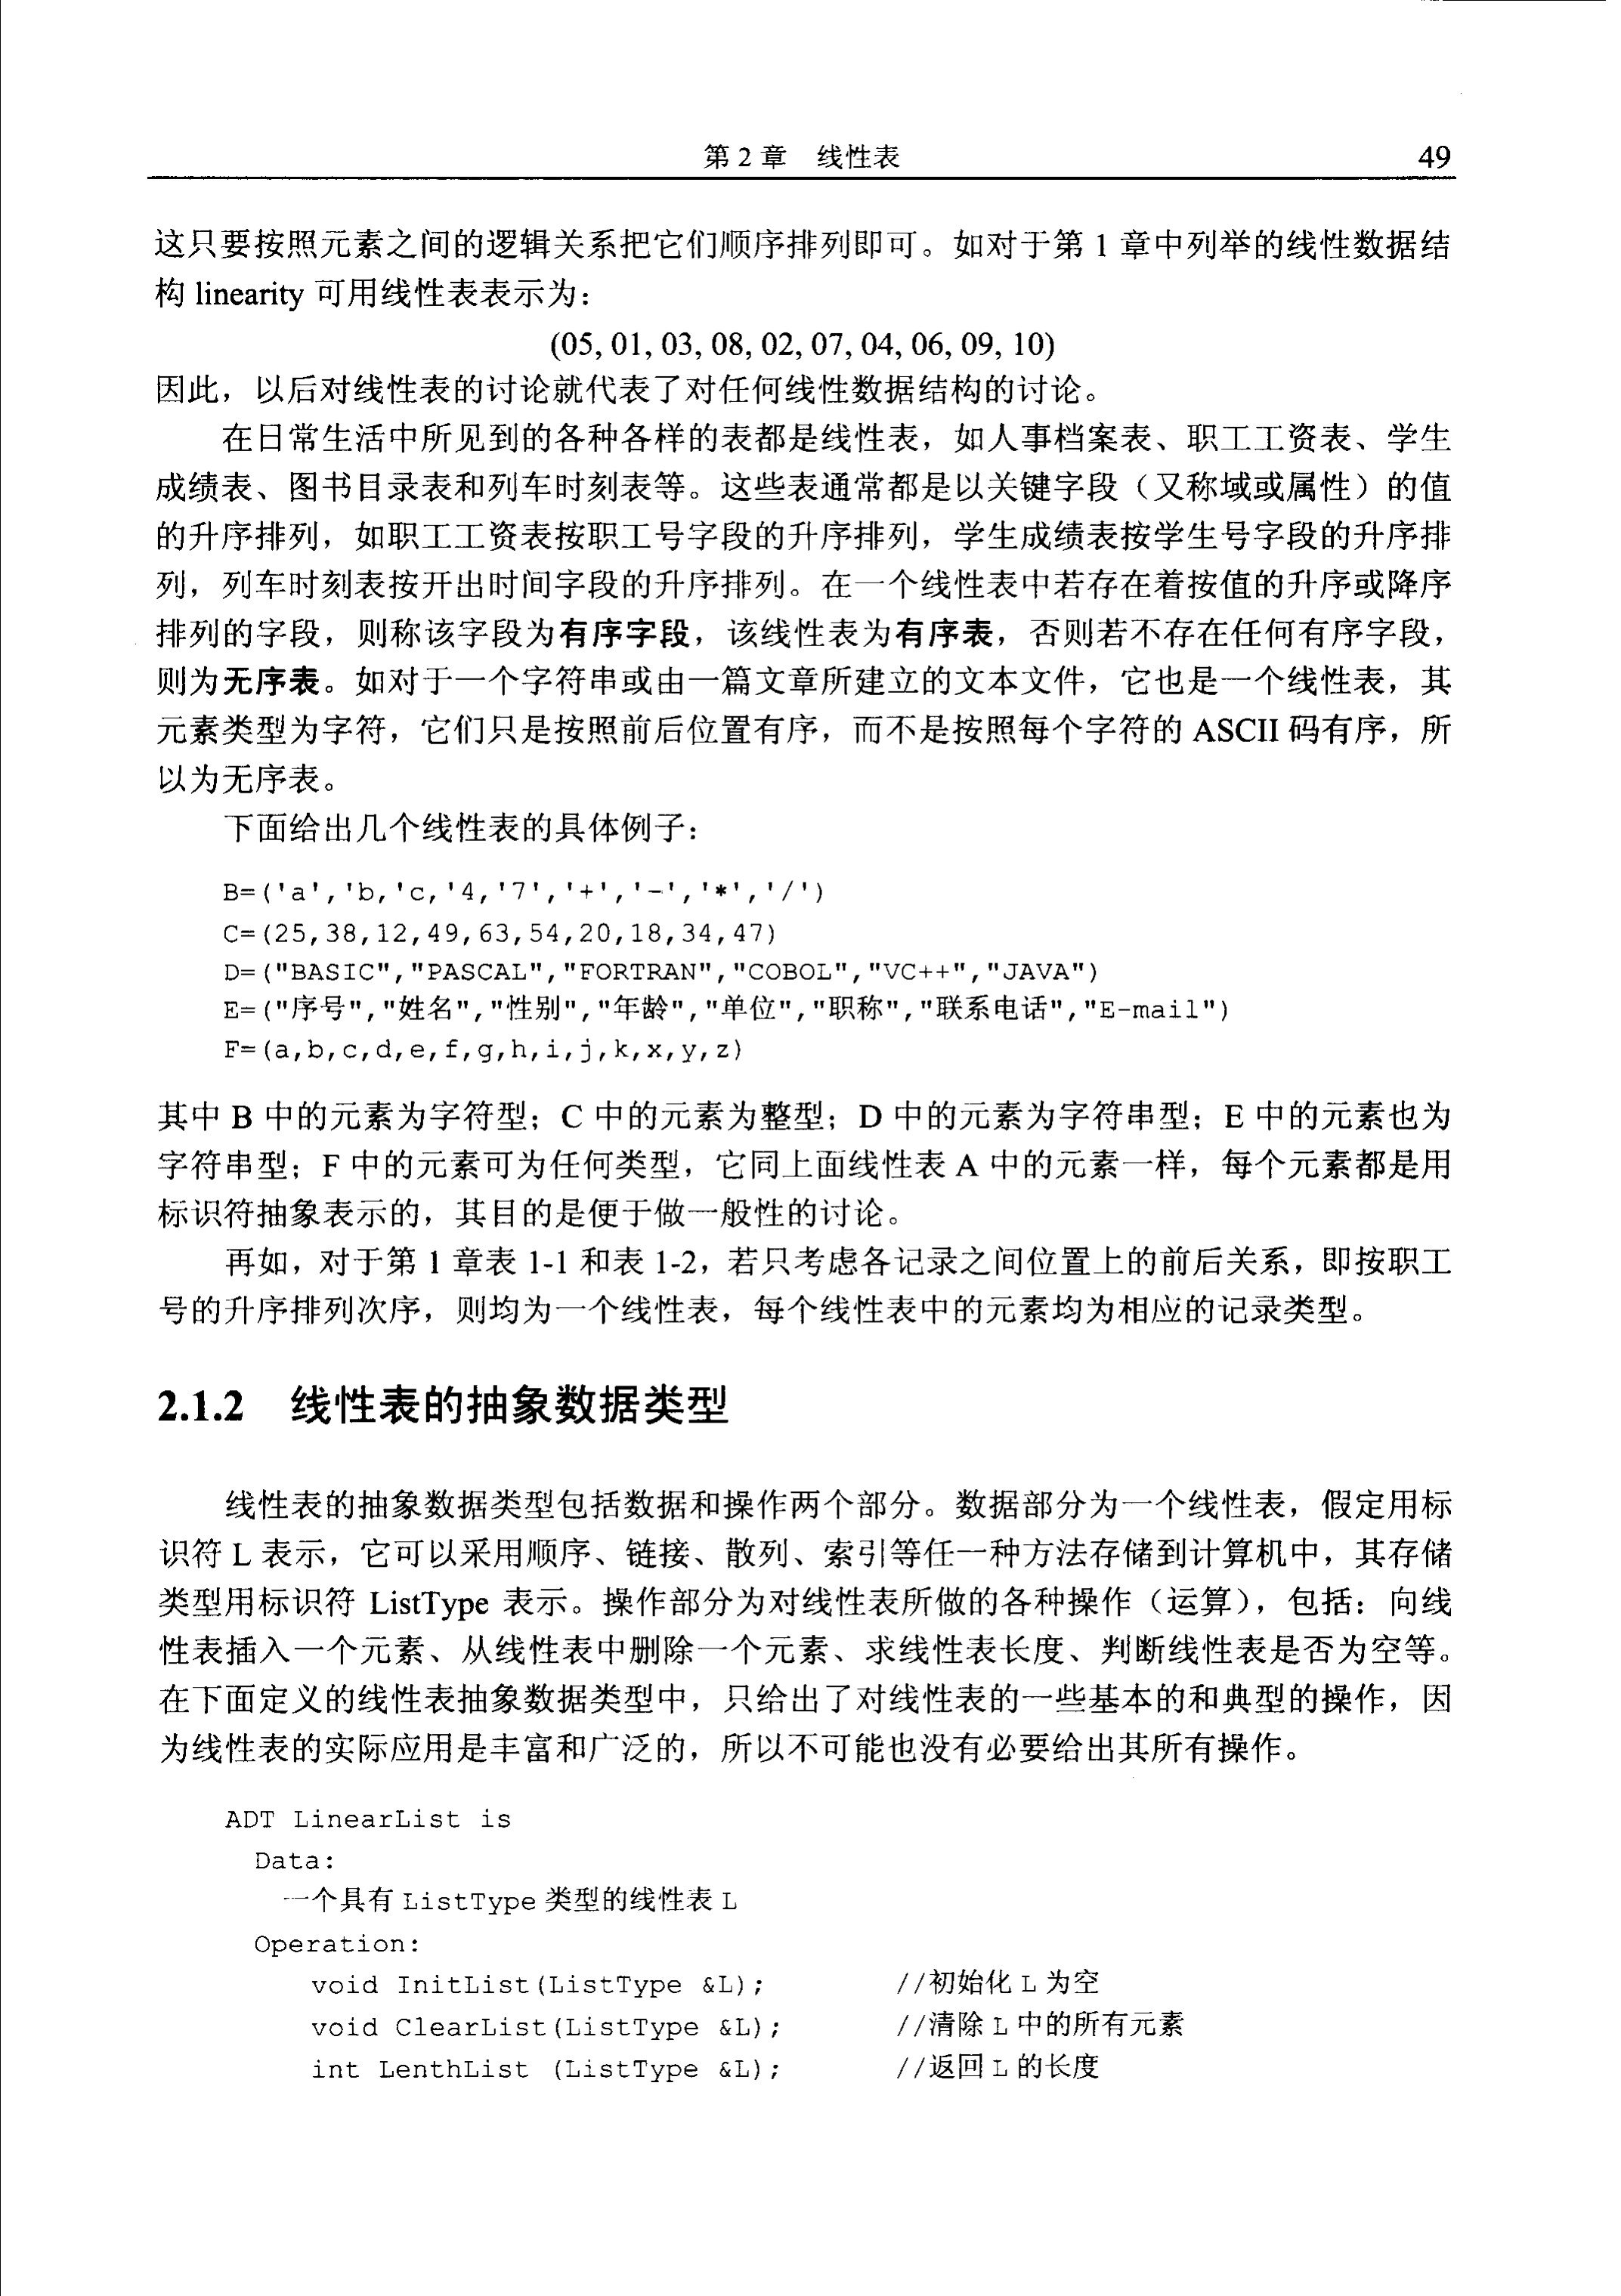 第 2 章　线性表　49
这只要按照元素之间的逻辑关系把它们顺序排列即可。如对于第 1 章中列举的线性数据结
构 linearity 可用线性表表示为：
(05, 01, 03, 08, 02, 07, 04, 06, 09, 10)
因此，以后对线性表的讨论就代表了对任何线性数据结构的讨论。
在日常生活中所见到的各种各样的表都是线性表，如人事档案表、职工工资表、学生
成绩表、图书目录表和列车时刻表等。这些表通常都是以关键字段（又称域或属性）的值
的升序排列，如职工工资表按职工号字段的升序排列，学生成绩表按学生号字段的升序排
列，列车时刻表按开出时间字段的升序排列。在一个线性表中若存在着按值的升序或降序
排列的字段，则称该字段为有序字段，该线性表为有序表，否则若不存在任何有序字段，
则为无序表。如对于一个字符串或由一篇文章所建立的文本文件，它也是一个线性表，其
元素类型为字符，它们只是按照前后位置有序，而不是按照每个字符的 ASCII 码有序，所
以为无序表。
下面给出几个线性表的具体例子：
B=('a','b,'c,'4,'7','+','-','*','/')
C=(25,38,12,49,63,54,20,18,34,47)
D=("BASIC","PASCAL","FORTRAN","COBOL","VC++","JAVA")
E=("序号","姓名","性别","年龄","单位","职称","联系电话","E-mail")
F=(a,b,c,d,e,f,g,h,i,j,k,x,y,z)
其中 B 中的元素为字符型；C 中的元素为整型；D 中的元素为字符串型；E 中的元素也为
字符串型；F 中的元素可为任何类型，它同上面线性表 A 中的元素一样，每个元素都是用
标识符抽象表示的，其目的是便于做一般性的讨论。
再如，对于第 1 章表 1-1 和表 1-2，若只考虑各记录之间位置上的前后关系，即按职工
号的升序排列次序，则均为一个线性表，每个线性表中的元素均为相应的记录类型。
2.1.2　线性表的抽象数据类型
线性表的抽象数据类型包括数据和操作两个部分。数据部分为一个线性表，假定用标
识符 L 表示，它可以采用顺序、链接、散列、索引等任一种方法存储到计算机中，其存储
类型用标识符 ListType 表示。操作部分为对线性表所做的各种操作（运算），包括：向线
性表插入一个元素、从线性表中删除一个元素、求线性表长度、判断线性表是否为空等。
在下面定义的线性表抽象数据类型中，只给出了对线性表的一些基本的和典型的操作，因
为线性表的实际应用是丰富和广泛的，所以不可能也没有必要给出其所有操作。
ADT LinearList is
Data:
一个具有 ListType 类型的线性表 L
Operation:
void InitList(ListType &L);　//初始化 L 为空
void ClearList(ListType &L);　//清除 L 中的所有元素
int LenthList (ListType &L);　//返回 L 的长度